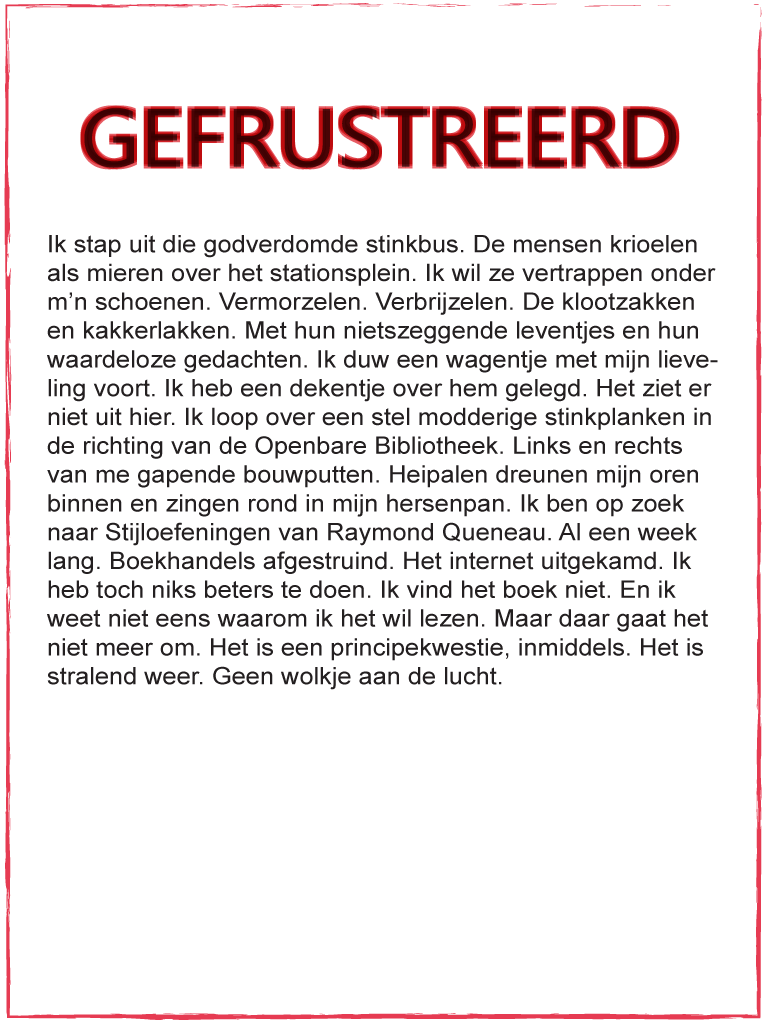 GEFRUSTREERD
Ik stap uit die godverdomde stinkbus. De mensen krioelen
als mieren over het stationsplein. Ik wil ze vertrappen onder
m’n schoenen. Vermorzelen. Verbrijzelen. De klootzakken
en kakkerlakken. Met hun nietszeggende leventjes en hun
waardeloze gedachten. Ik duw een wagentje met mijn lieve-
ling voort. Ik heb een dekentje over hem gelegd. Het ziet er
niet uit hier. Ik loop over een stel modderige stinkplanken in
de richting van de Openbare Bibliotheek. Links en rechts
van me gapende bouwputten. Heipalen dreunen mijn oren
binnen en zingen rond in mijn hersenpan. Ik ben op zoek
naar Stijloefeningen van Raymond Queneau. Al een week
lang. Boekhandels afgestruind. Het internet uitgekamd. Ik
heb toch niks beters te doen. Ik vind het boek niet. En ik
weet niet eens waarom ik het wil lezen. Maar daar gaat het
niet meer om. Het is een principekwestie, inmiddels. Het is
stralend weer. Geen wolkje aan de lucht.